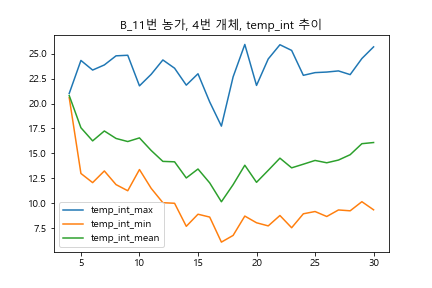 B_11번 농가, 4번 개체, temp_int 추이
25.0
22.5
20.0
17.5
15.0
12.5
10.0
7.5
temp_int_max
temp_int_min
temp_int_mean
5 10 15 20 25 30